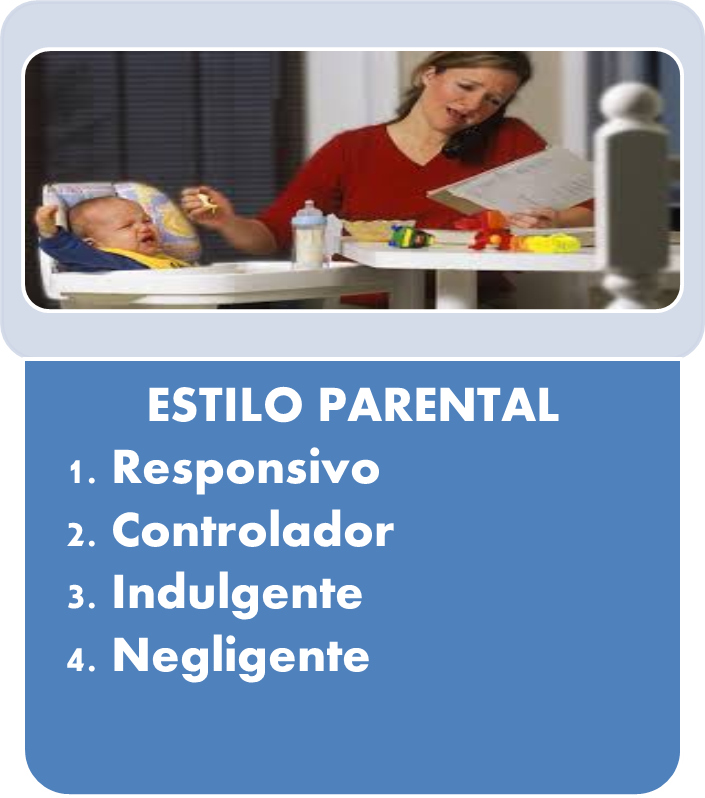 ESTILO PARENTAL
1. Responsivo
2. Controlador
3. Indulgente
4. Negligente